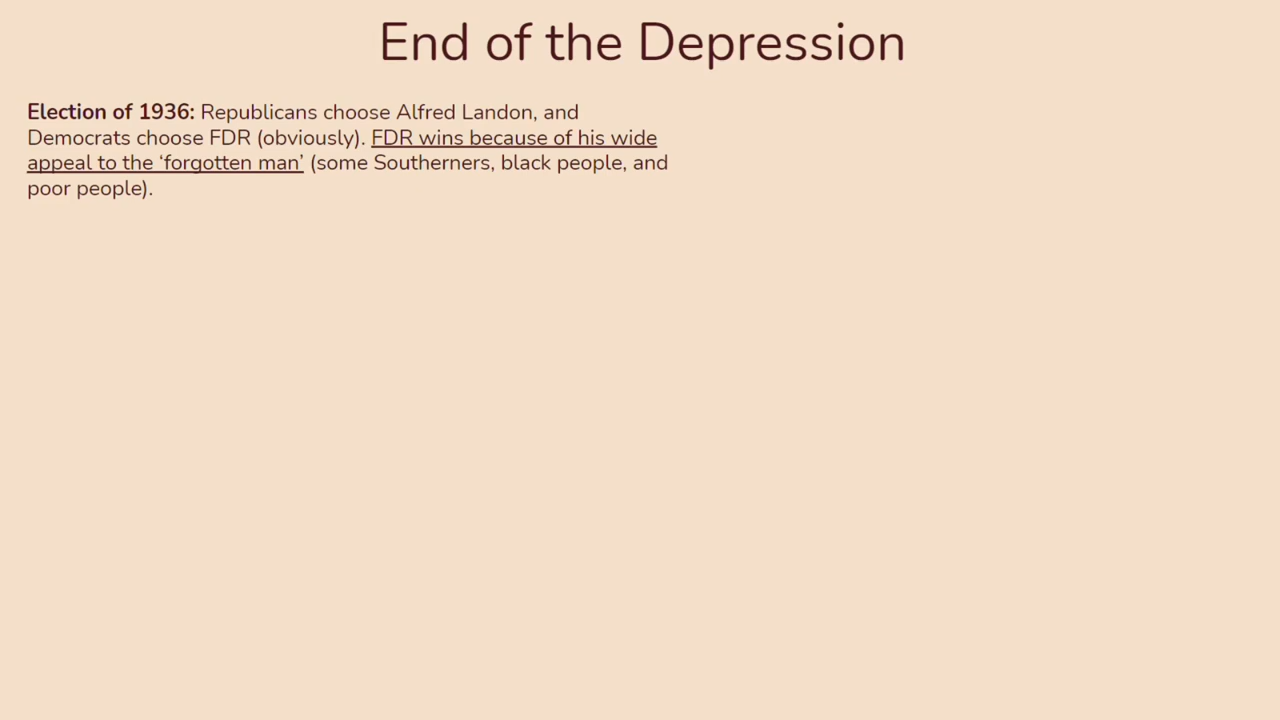 End of the Depression
Election of 1936: Republicans choose Alfred Landon, and
Democrats choose FDR (obviously). FDR wins because of his wide
appeal to the ‘forgotten man’ (some Southerners, black people, and
poor people).